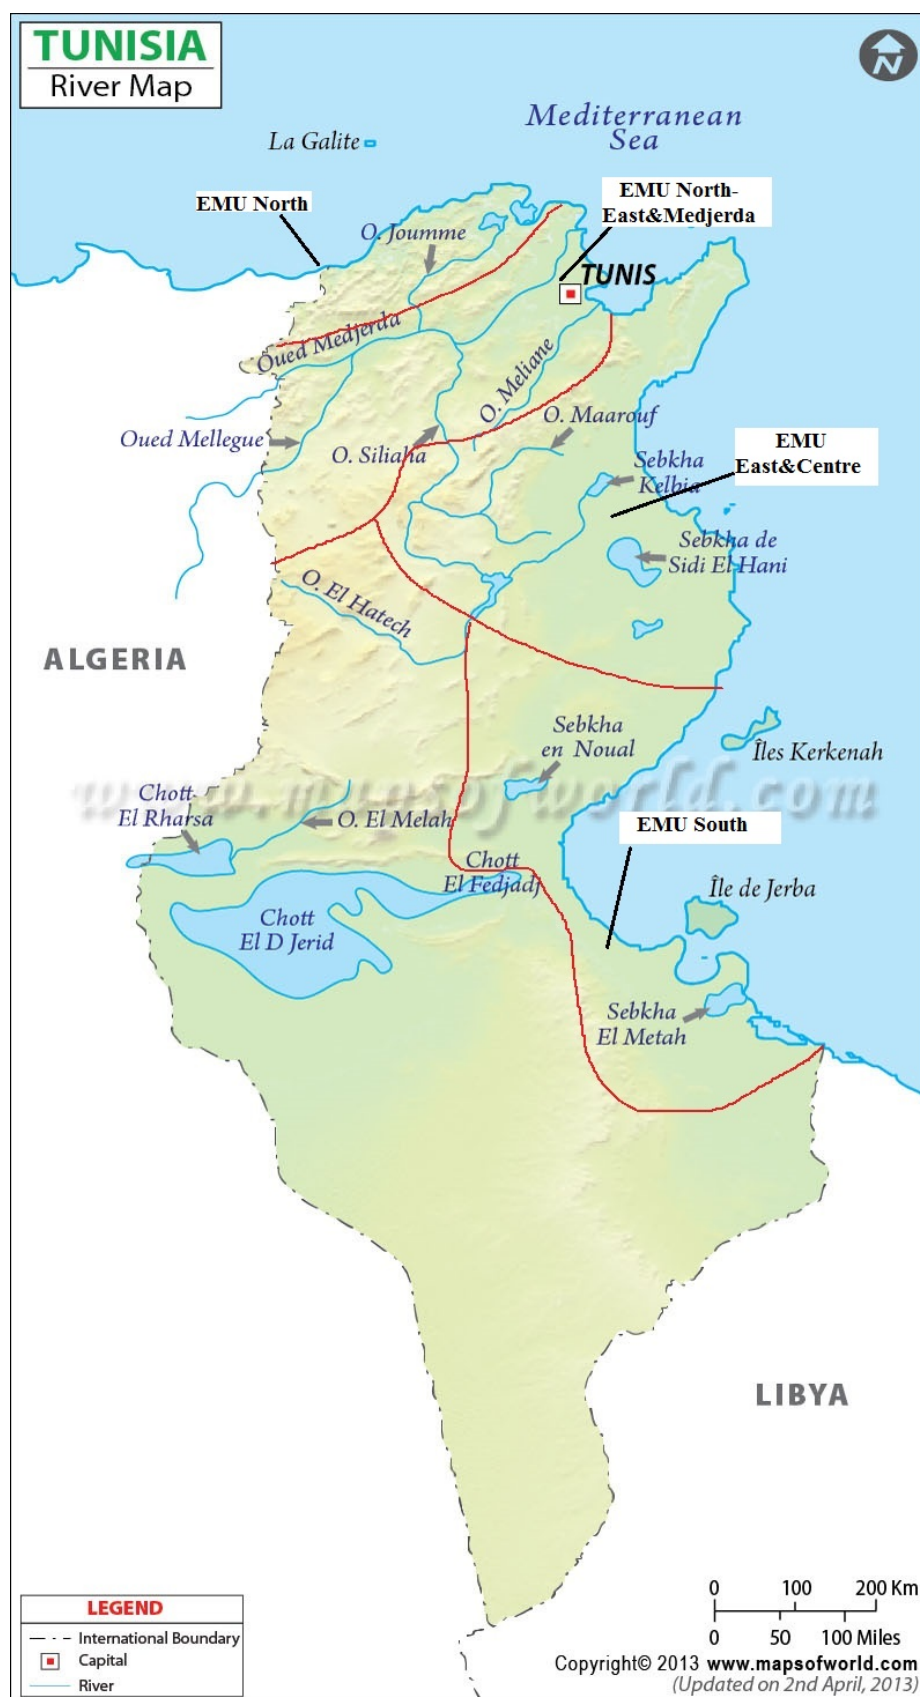 TUNISIA
River Map
N
Mediterranean
Sea
La Galite
EMU North
EMU North-
East&Medjerda
O. Joumme
TUNIS
Oued Medjerda
O. Meliane
O. Maarouf
Oued Mellegue
O. Siliaha
EMU
East&Centre
Sebkha
Kelbia
Sebkha de
Sidi El Hani
O. El Hatech
ALGERIA
Sebkha
en Noual
Îles Kerkenah
www.mapsofworld.com
Chott
El Rharsa
O. El Melah
EMU South
Chott
El Fedjadj
Île de Jerba
Chott
El D Jerid
Sebkha
El Metah
LIBYA
LEGEND
International Boundary
Capital
River
0 100 200 Km
0 50 100 Miles
Copyright© 2013 www.mapsofworld.com
(Updated on 2nd April, 2013)